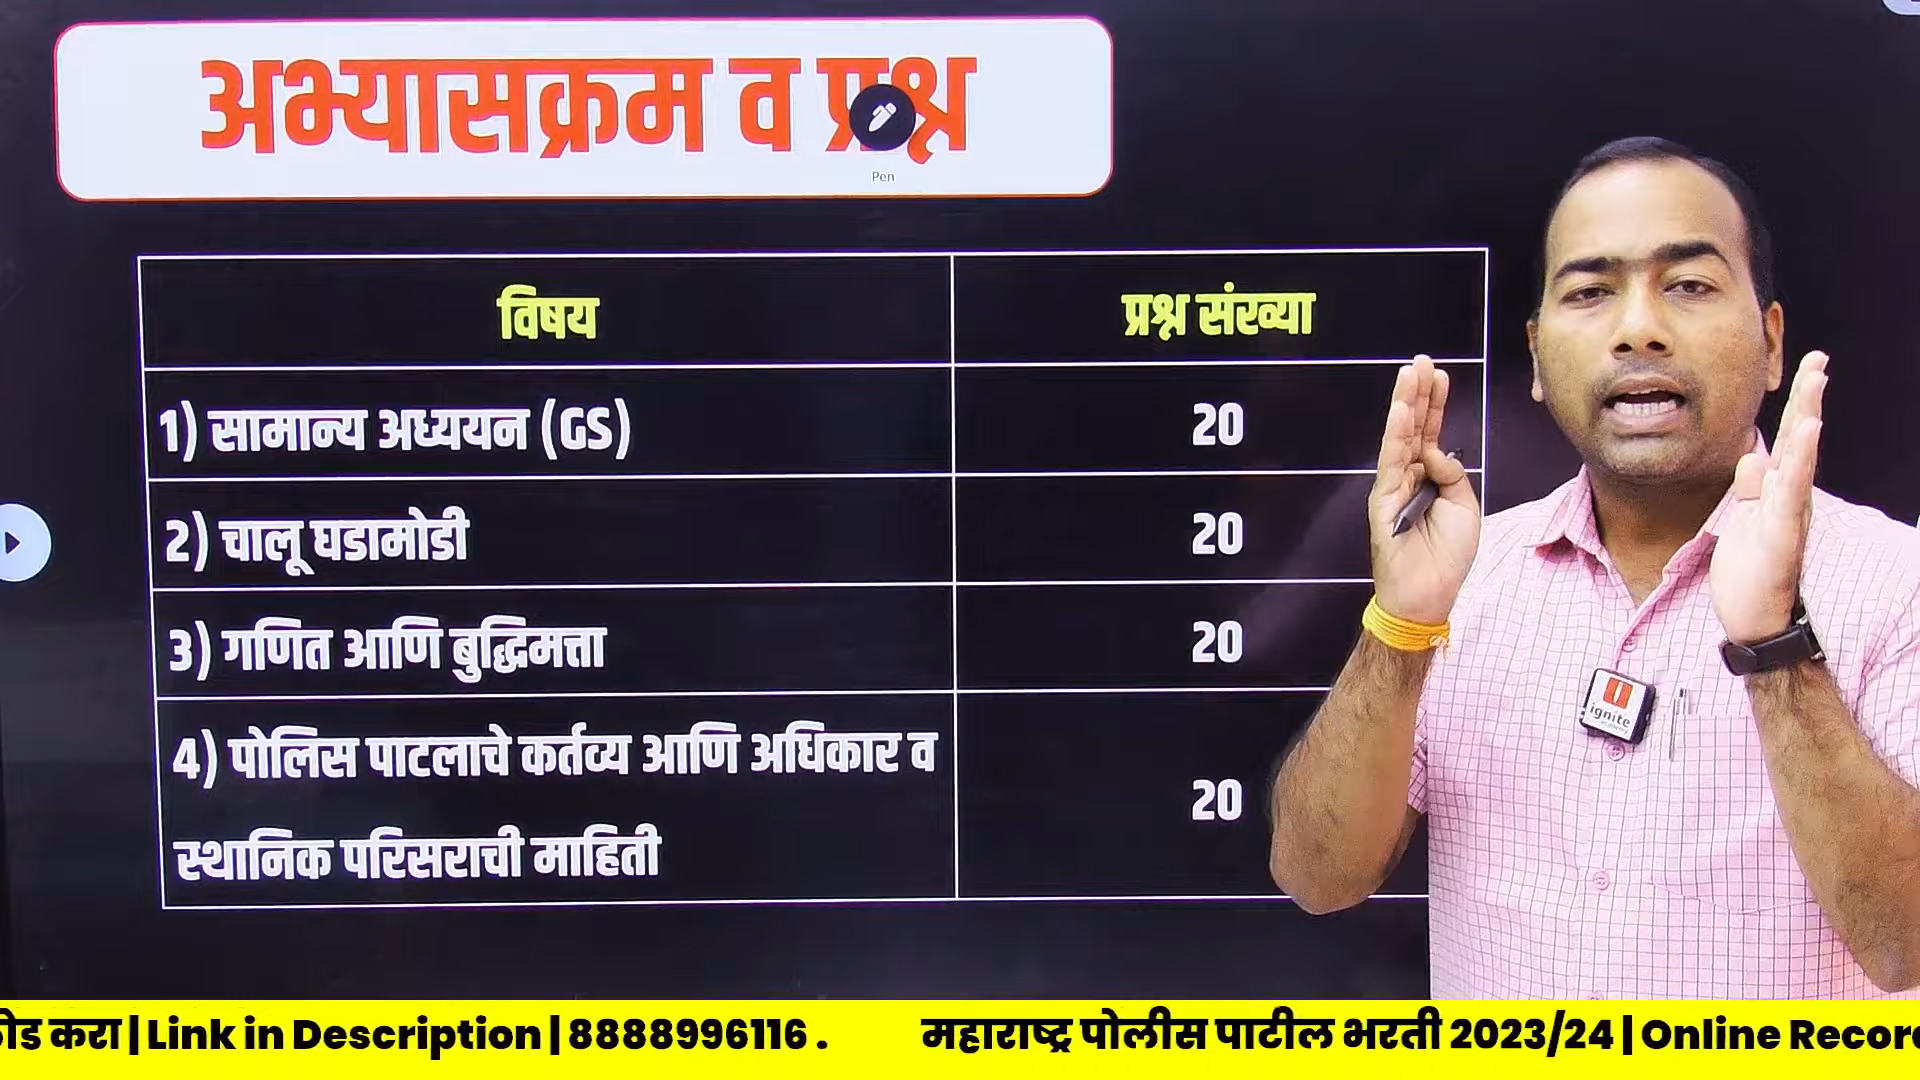 अभ्यासक्रम व प्रश्न
Pen
विषय
प्रश्न संख्या
1) सामान्य अध्ययन (GS)
20
2) चालू घडामोडी
20
3) गणित आणि बुद्धिमत्ता
20
4) पोलिस पाटलाचे कर्तव्य आणि अधिकार व
स्थानिक परिसराची माहिती
20
ignite
करा | Link in Description | 8888996116 . महाराष्ट्र पोलीस पाटील भरती 2023/24 | Online